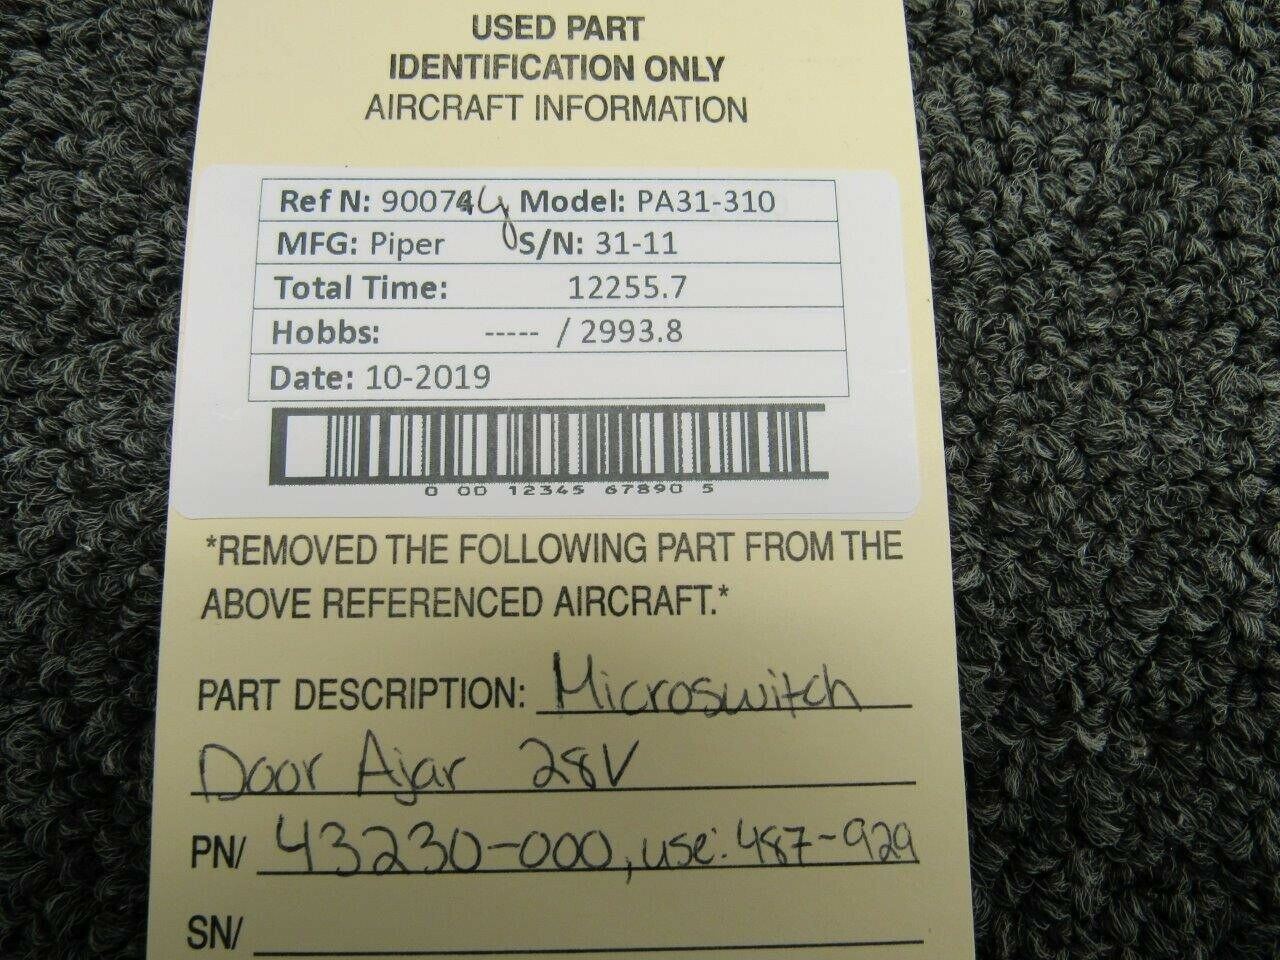 USED PART
IDENTIFICATION ONLY
AIRCRAFT INFORMATION
Ref N: Model: PA31-310
MFG: Piper S/N: 31-11
Total Time: 12255.7
Hobbs: ----- / 2993.8
Date: 10-2019
0 00 12345 67890 5
*REMOVED THE FOLLOWING PART FROM THE
ABOVE REFERENCED AIRCRAFT.*
PART DESCRIPTION: Microswitch
Door Ajar 28V
PN/ 43230-000, use: 487-929
SN/